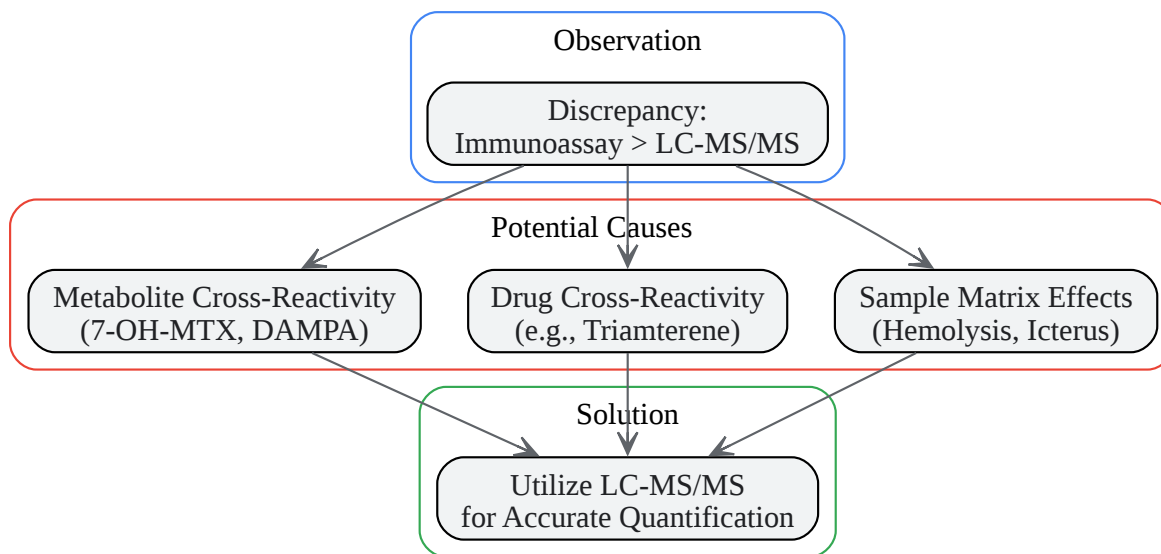 Observation
Discrepancy:
Immunoassay > LC-MS/MS
Potential Causes
Metabolite Cross-Reactivity
(7-OH-MTX, DAMPA)
Drug Cross-Reactivity
(e.g., Triamterene)
Sample Matrix Effects
(Hemolysis, Icterus)
Solution
Utilize LC-MS/MS
for Accurate Quantification